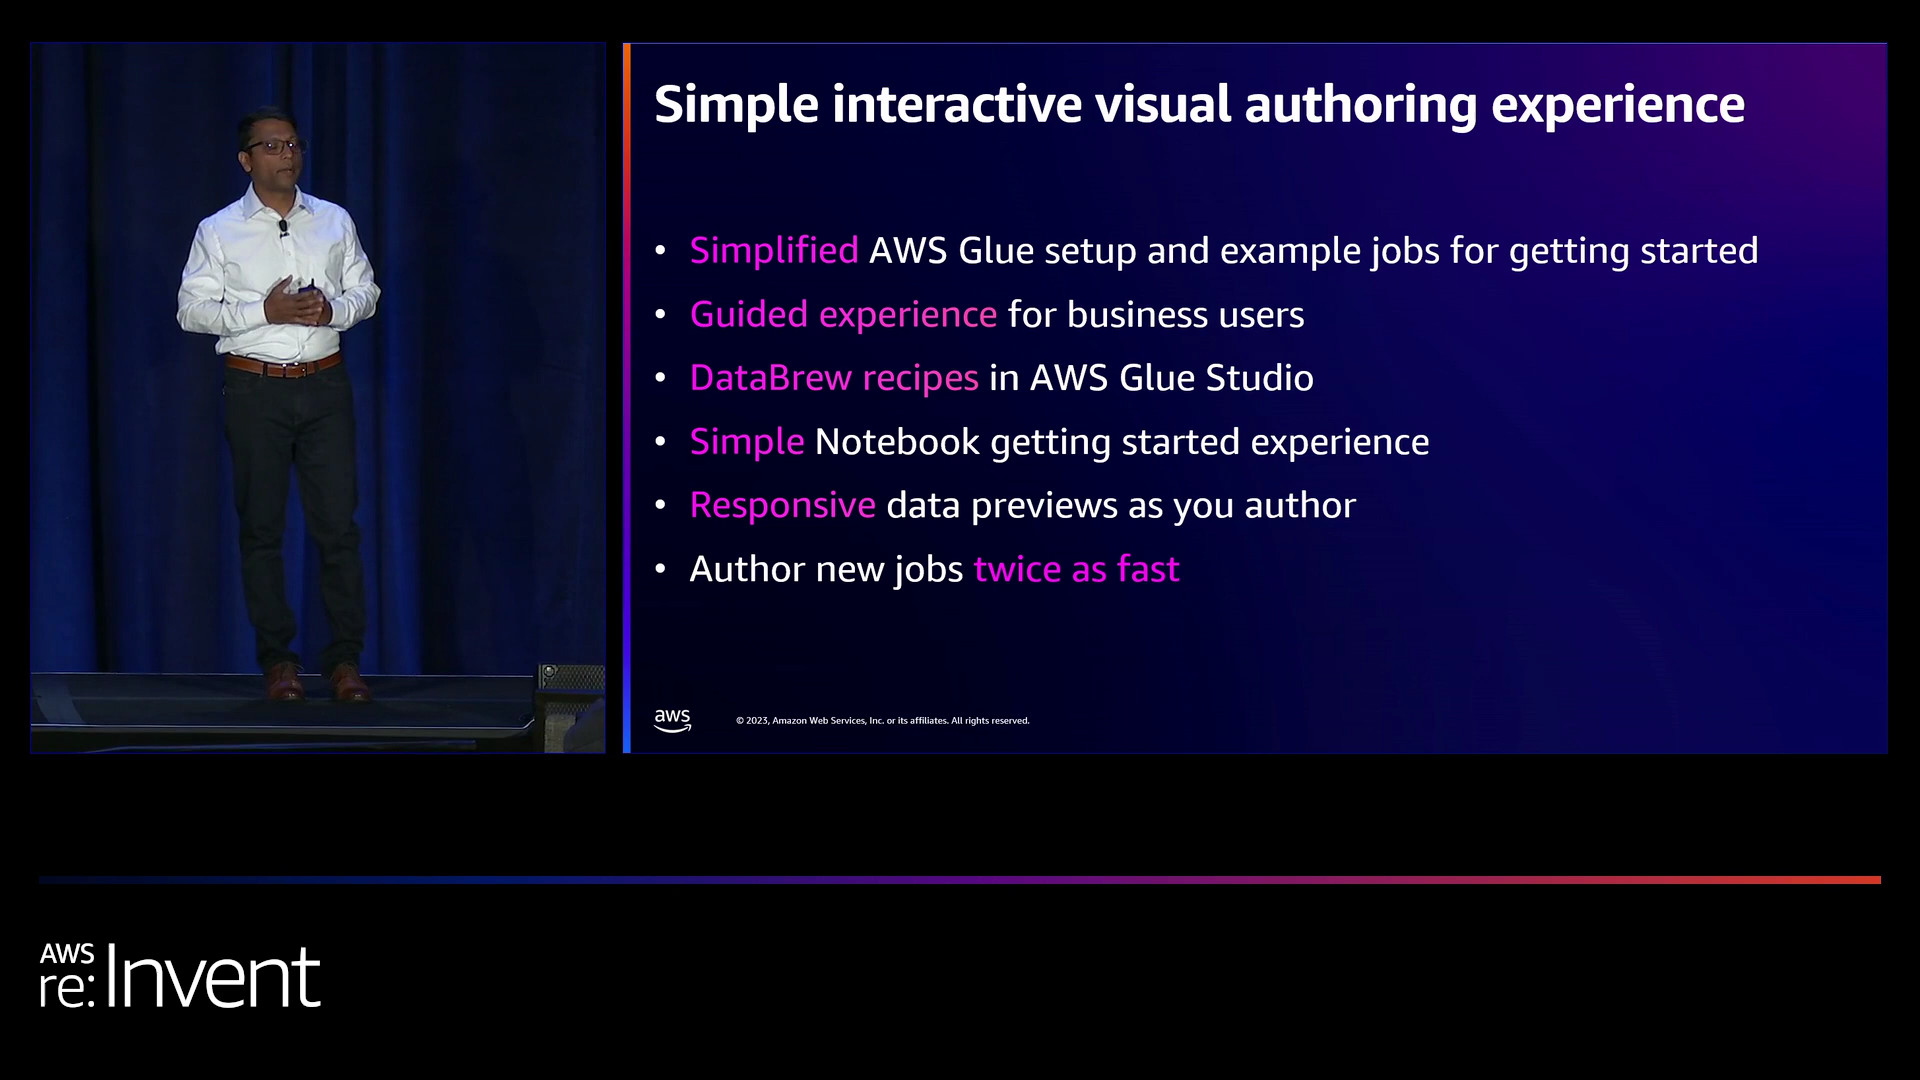 Simple interactive visual authoring experience
• Simplified AWS Glue setup and example jobs for getting started
• Guided experience for business users
• DataBrew recipes in AWS Glue Studio
• Simple Notebook getting started experience
• Responsive data previews as you author
• Author new jobs twice as fast
aws
© 2023, Amazon Web Services, Inc. or its affiliates. All rights reserved.
AWS
re:Invent